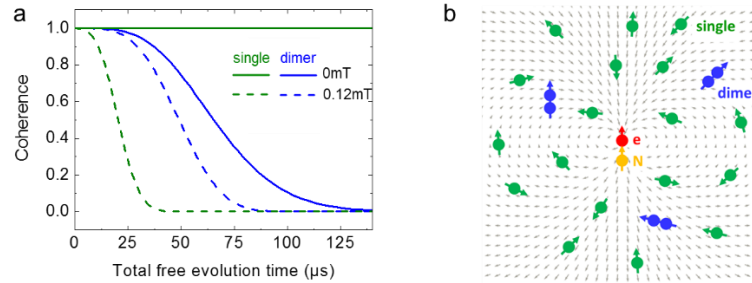 a
single dimer
0mT
0.12mT
Coherence
1.0
0.8
0.6
0.4
0.2
0.0
0 25 50 75 100 125
Total free evolution time (μs)
b
single
dime
e
N